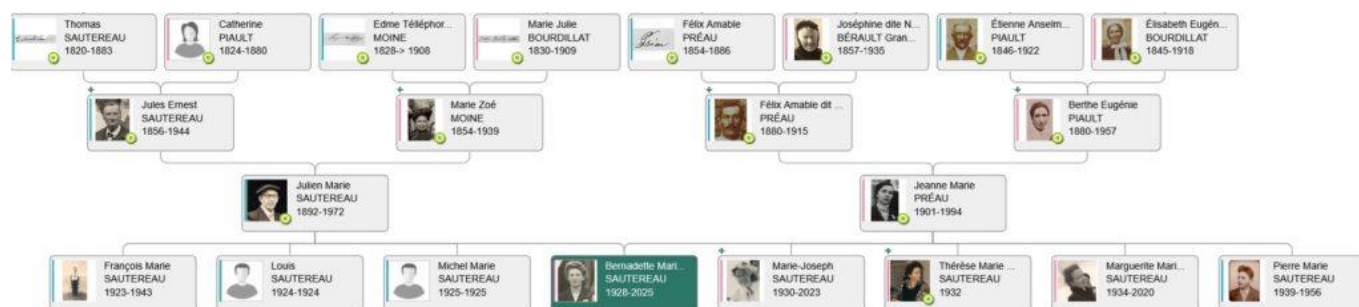 Thomas
SAUTEREAU
1820-1883
Catherine
PIAULT
1824-1880
Edme Téléphor...
MOINE
1828-> 1908
Marie Julie
BOURDILLAT
1830-1909
Félix Amable
PRÉAU
1854-1886
Joséphine dite N...
BÉRAULT Gran...
1857-1935
Étienne Anselm...
PIAULT
1846-1922
Élisabeth Eugén...
BOURDILLAT
1845-1918
Jules Ernest
SAUTEREAU
1856-1944
Marie Zoé
MOINE
1854-1939
Félix Amable dit ...
PRÉAU
1880-1915
Berthe Eugénie
PIAULT
1880-1957
Julien Marie
SAUTEREAU
1892-1972
Jeanne Marie
PRÉAU
1901-1994
François Marie
SAUTEREAU
1923-1943
Louis
SAUTEREAU
1924-1924
Michel Marie
SAUTEREAU
1925-1925
Bernadette Mari...
SAUTEREAU
1928-2025
Marie-Joseph
SAUTEREAU
1930-2023
Thérèse Marie ...
SAUTEREAU
1932
Marguerite Mari...
SAUTEREAU
1934-2020
Pierre Marie
SAUTEREAU
1939-1956